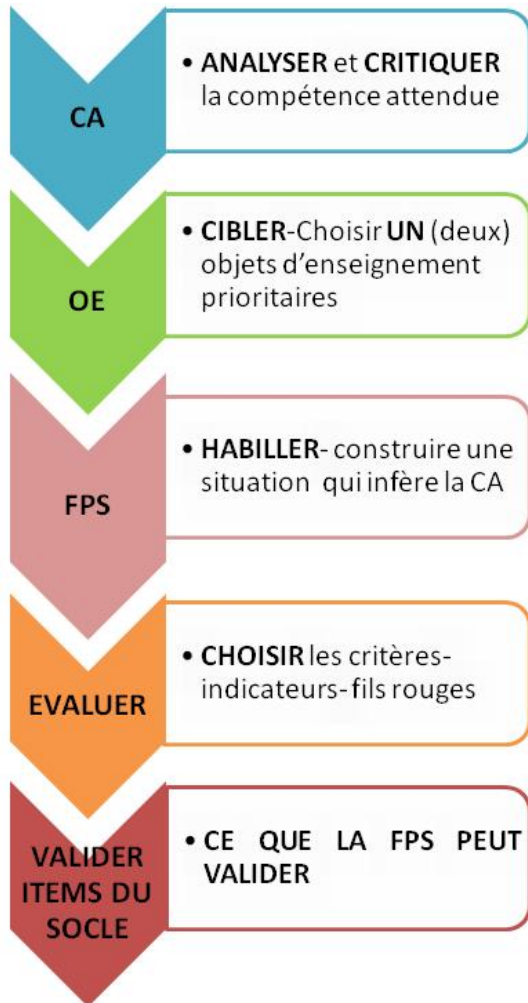 CA
• ANALYSER et CRITIQUER
la compétence attendue
OE
• CIBLER-Choisir UN (deux)
objets d'enseignement
prioritaires
FPS
• HABILLER- construire une
situation qui infère la CA
EVALUER
• CHOISIR les critères-
indicateurs-fils rouges
VALIDER
ITEMS DU
SOCLE
• CE QUE LA FPS PEUT
VALIDER